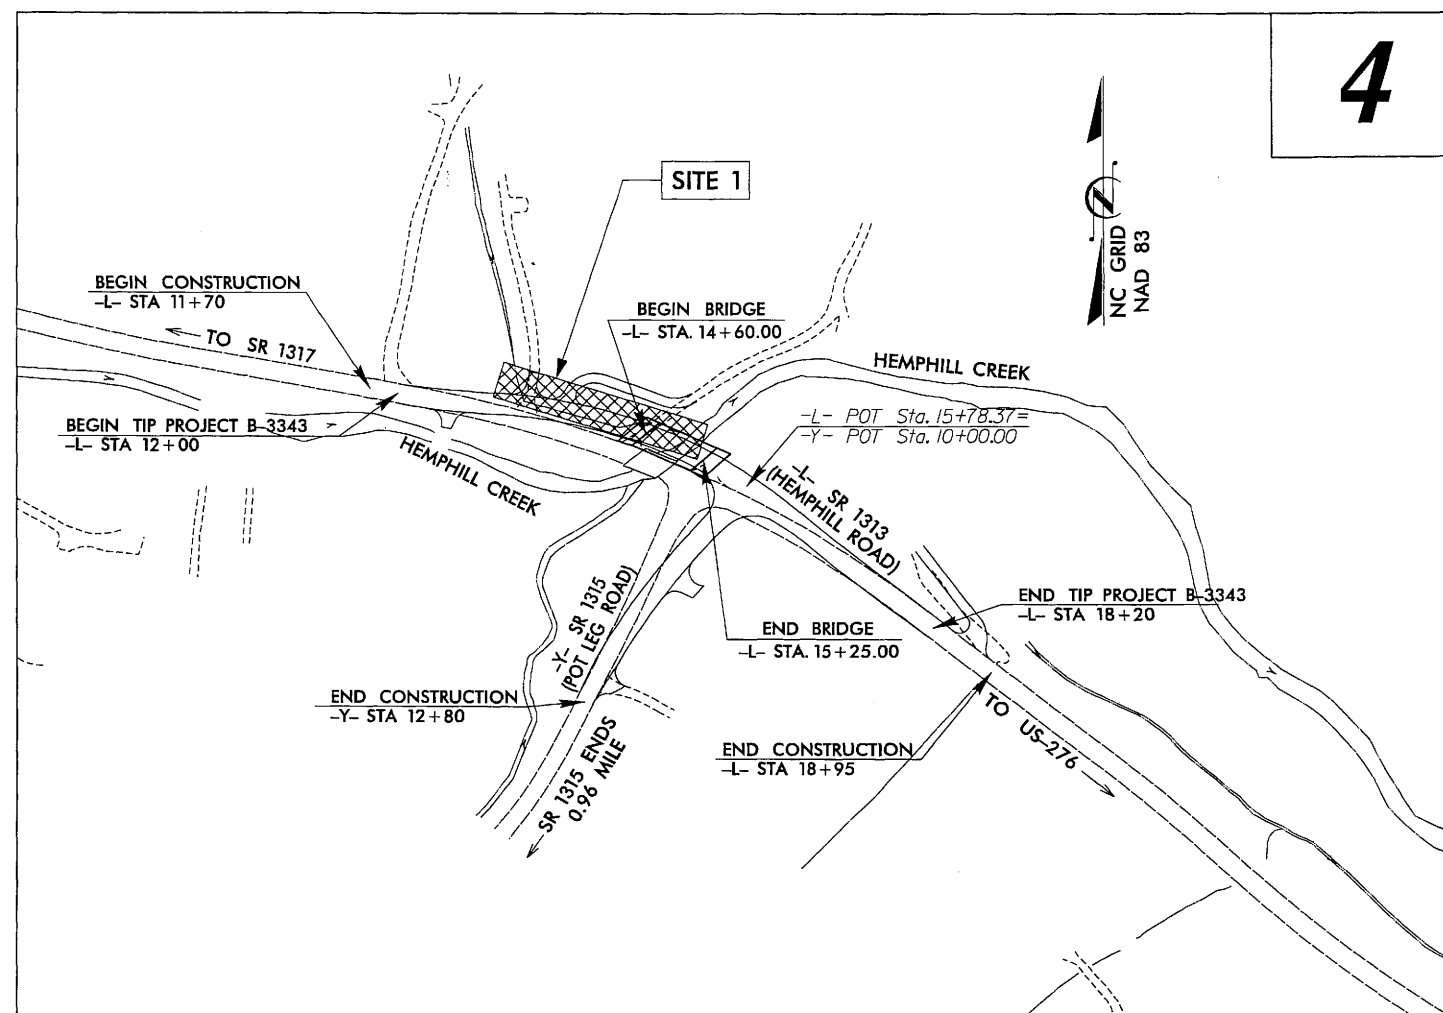 4
SITE 1
NC GRID
NAD 83
BEGIN CONSTRUCTION
-L- STA 11+70
BEGIN BRIDGE
-L- STA. 14+60.00
TO SR 1317
HEMPHILL CREEK
BEGIN TIP PROJECT B-3343
-L- STA 12+00
-L- POT Sta. 15+78.37=
-Y- POT Sta. 10+00.00
HEMPHILL CREEK
-L- SR 1313
(HEMPHILL ROAD)
-Y- SR 1315
(POT LEG ROAD)
END TIP PROJECT B-3343
-L- STA 18+20
END BRIDGE
-L- STA. 15+25.00
END CONSTRUCTION
-Y- STA 12+80
TO US-276
END CONSTRUCTION
-L- STA 18+95
SR 1315 ENDS
0.96 MILE